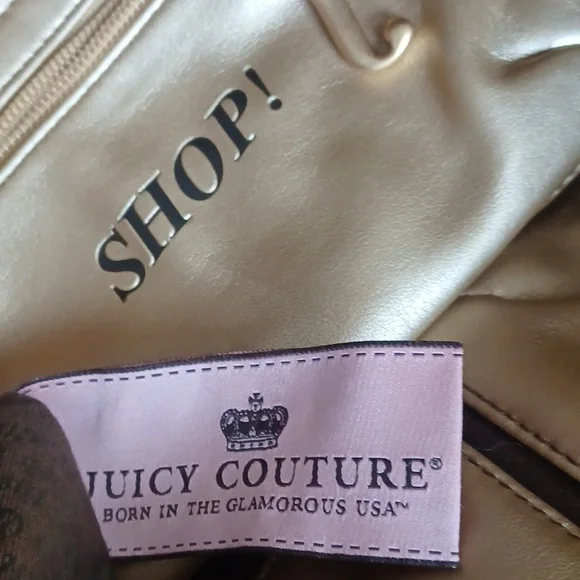 SHOP!
JUICY COUTURE®
BORN IN THE GLAMOROUS USA™